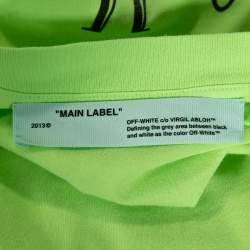 "MAIN LABEL"
2013©
OFF-WHITE c/o VIRGIL ABLOH™
Defining the grey area between black
and white as the color Off-White™